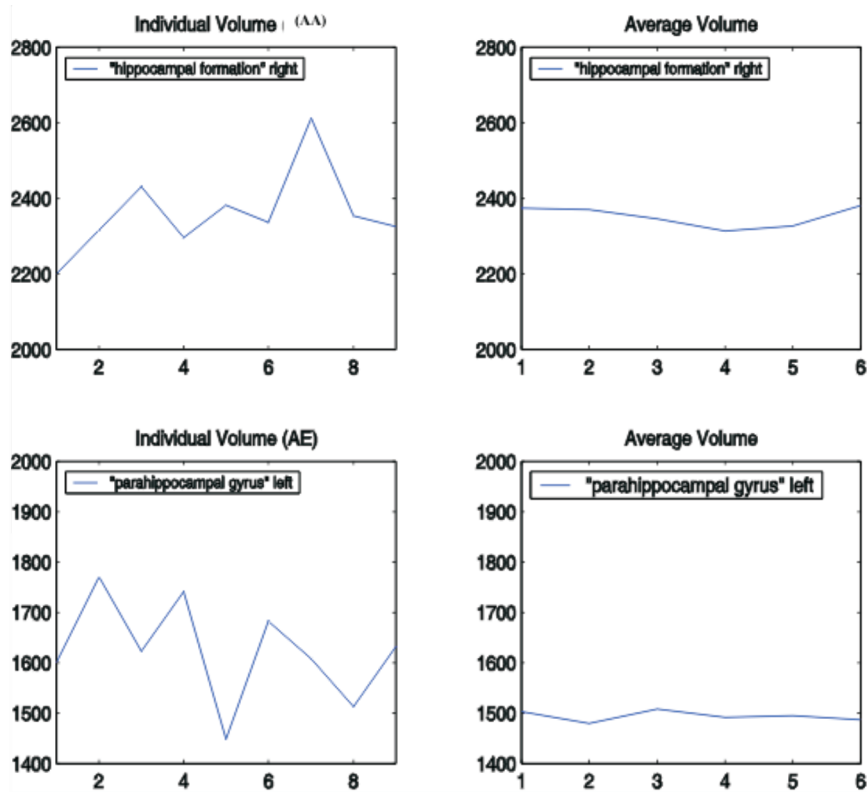 Individual Volume ( (AA)
"hippocampal formation" right
2800
2600
2400
2200
2000
2 4 6 8
Average Volume
"hippocampal formation" right
2800
2600
2400
2200
2000
1 2 3 4 5 6
Individual Volume (AE)
"parahippocampal gyrus" left
2000
1900
1800
1700
1600
1500
1400
2 4 6 8
Average Volume
"parahippocampal gyrus" left
2000
1900
1800
1700
1600
1500
1400
1 2 3 4 5 6